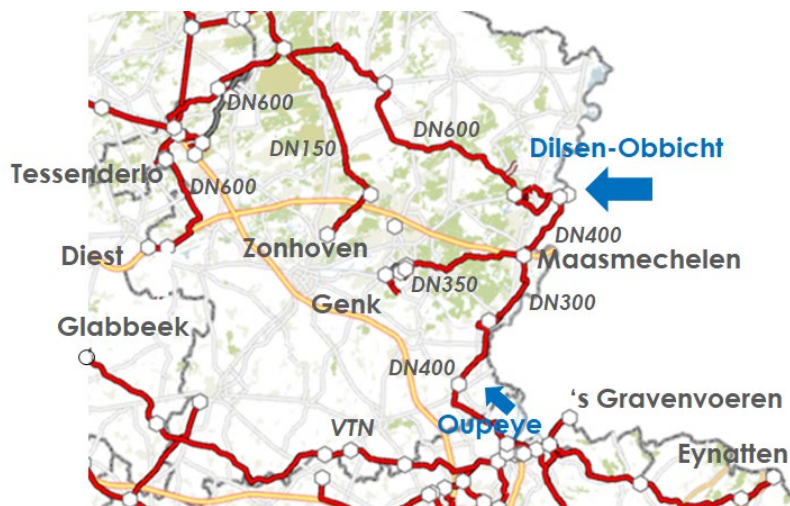 DN600
DN150
DN600
Dilsen-Obbicht
Tessenderlo
DN600
DN400
Diest
Zonhoven
Maasmechelen
DN350
Genk
DN300
Glabbeek
DN400
's Gravenvoeren
Oupeye
VTN
Eynatten